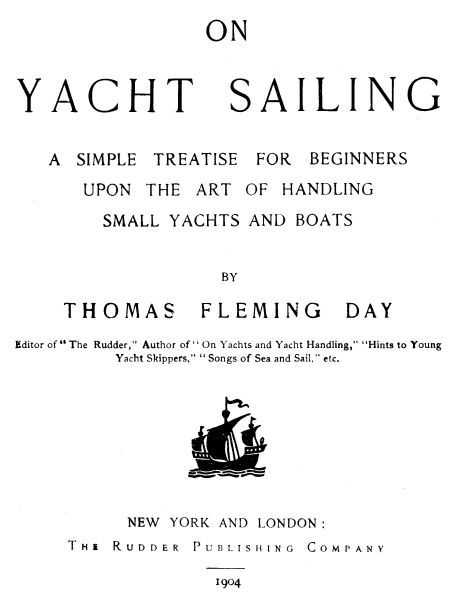 ON
YACHT SAILING
A SIMPLE TREATISE FOR BEGINNERS
UPON THE ART OF HANDLING
SMALL YACHTS AND BOATS
BY
THOMAS FLEMING DAY
Editor of "The Rudder," Author of "On Yachts and Yacht Handling," "Hints to Young
Yacht Skippers," "Songs of Sea and Sail," etc.
NEW YORK AND LONDON:
THE RUDDER PUBLISHING COMPANY
1904